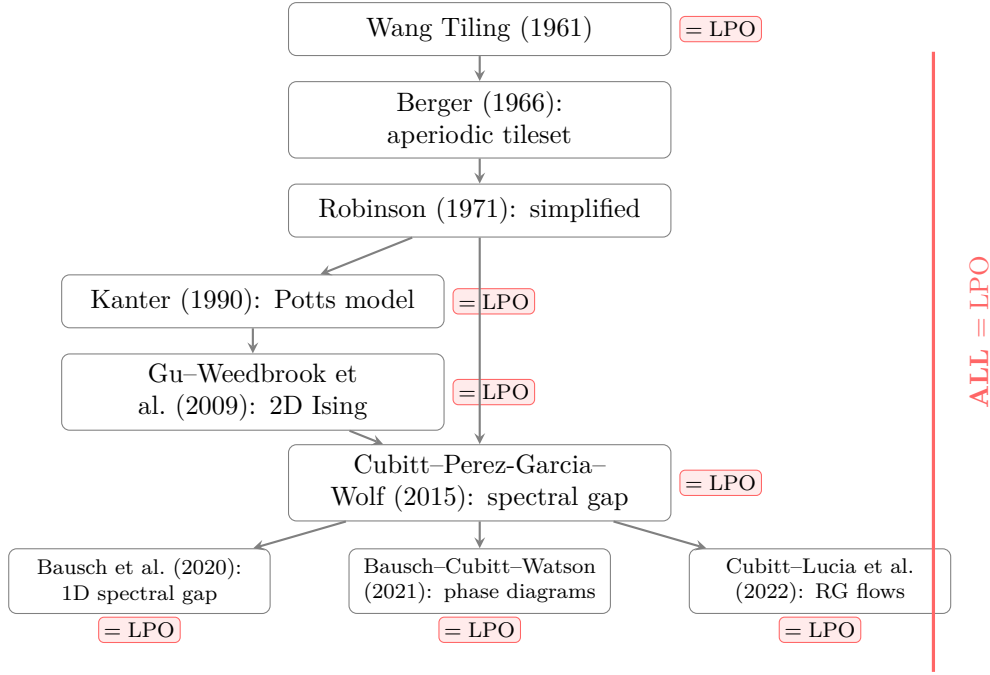 Wang Tiling (1961)
= LPO
Berger (1966):
aperiodic tileset
Robinson (1971): simplified
Kanter (1990): Potts model
= LPO
Gu–Weedbrook et
al. (2009): 2D Ising
= LPO
Cubitt–Perez-Garcia–
Wolf (2015): spectral gap
= LPO
Bausch et al. (2020):
1D spectral gap
= LPO
Bausch–Cubitt–Watson
(2021): phase diagrams
= LPO
Cubitt–Lucia et al.
(2022): RG flows
= LPO
ALL = LPO